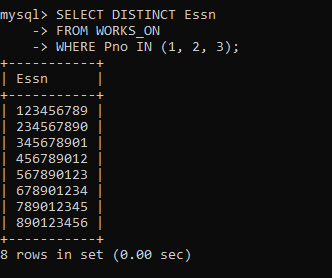 mysql> SELECT DISTINCT Essn
    -> FROM WORKS_ON
    -> WHERE Pno IN (1, 2, 3);
+-----------+
| Essn      |
+-----------+
| 123456789 |
| 234567890 |
| 345678901 |
| 456789012 |
| 567890123 |
| 678901234 |
| 789012345 |
| 890123456 |
+-----------+
8 rows in set (0.00 sec)